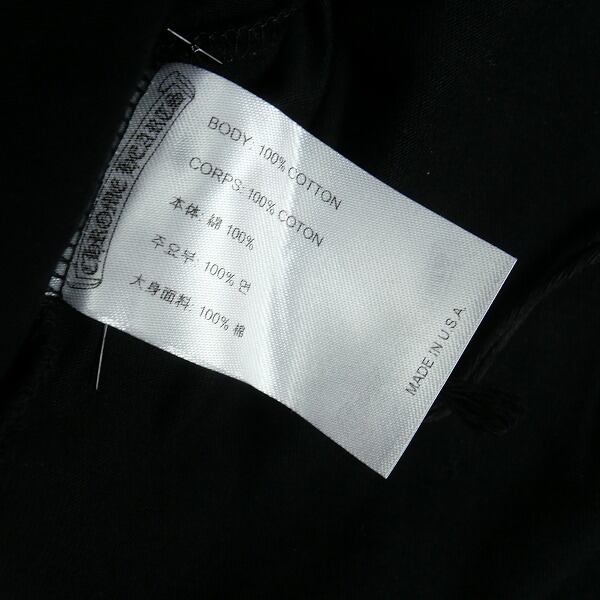 CHROME HEARTS
BODY: 100% COTTON
CORPS: 100% COTON
本体: 綿 100%
주요부: 100% 면
大身面料: 100% 棉
MADE IN U.S.A.